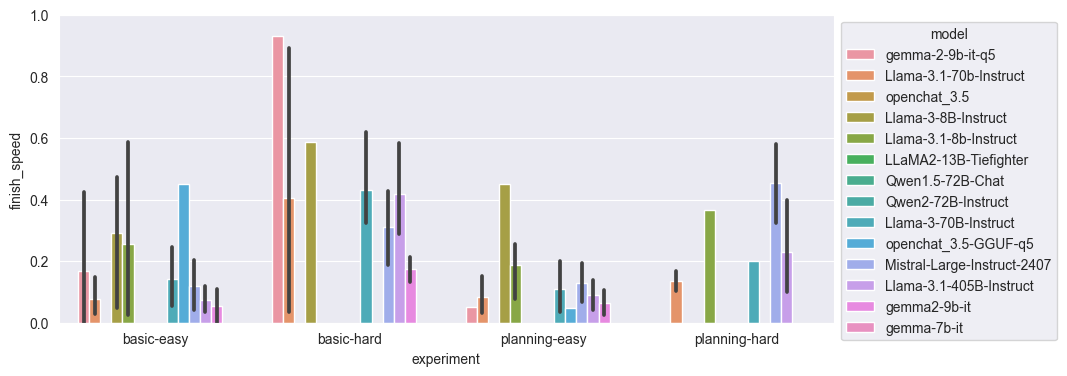 1.0
0.8
0.6
0.4
0.2
0.0
finish_speed
basic-easy
basic-hard
planning-easy
planning-hard
experiment
model
gemma-2-9b-it-q5
Llama-3.1-70b-Instruct
openchat_3.5
Llama-3-8B-Instruct
Llama-3.1-8b-Instruct
LLaMA2-13B-Tiefighter
Qwen1.5-72B-Chat
Qwen2-72B-Instruct
Llama-3-70B-Instruct
openchat_3.5-GGUF-q5
Mistral-Large-Instruct-2407
Llama-3.1-405B-Instruct
gemma2-9b-it
gemma-7b-it